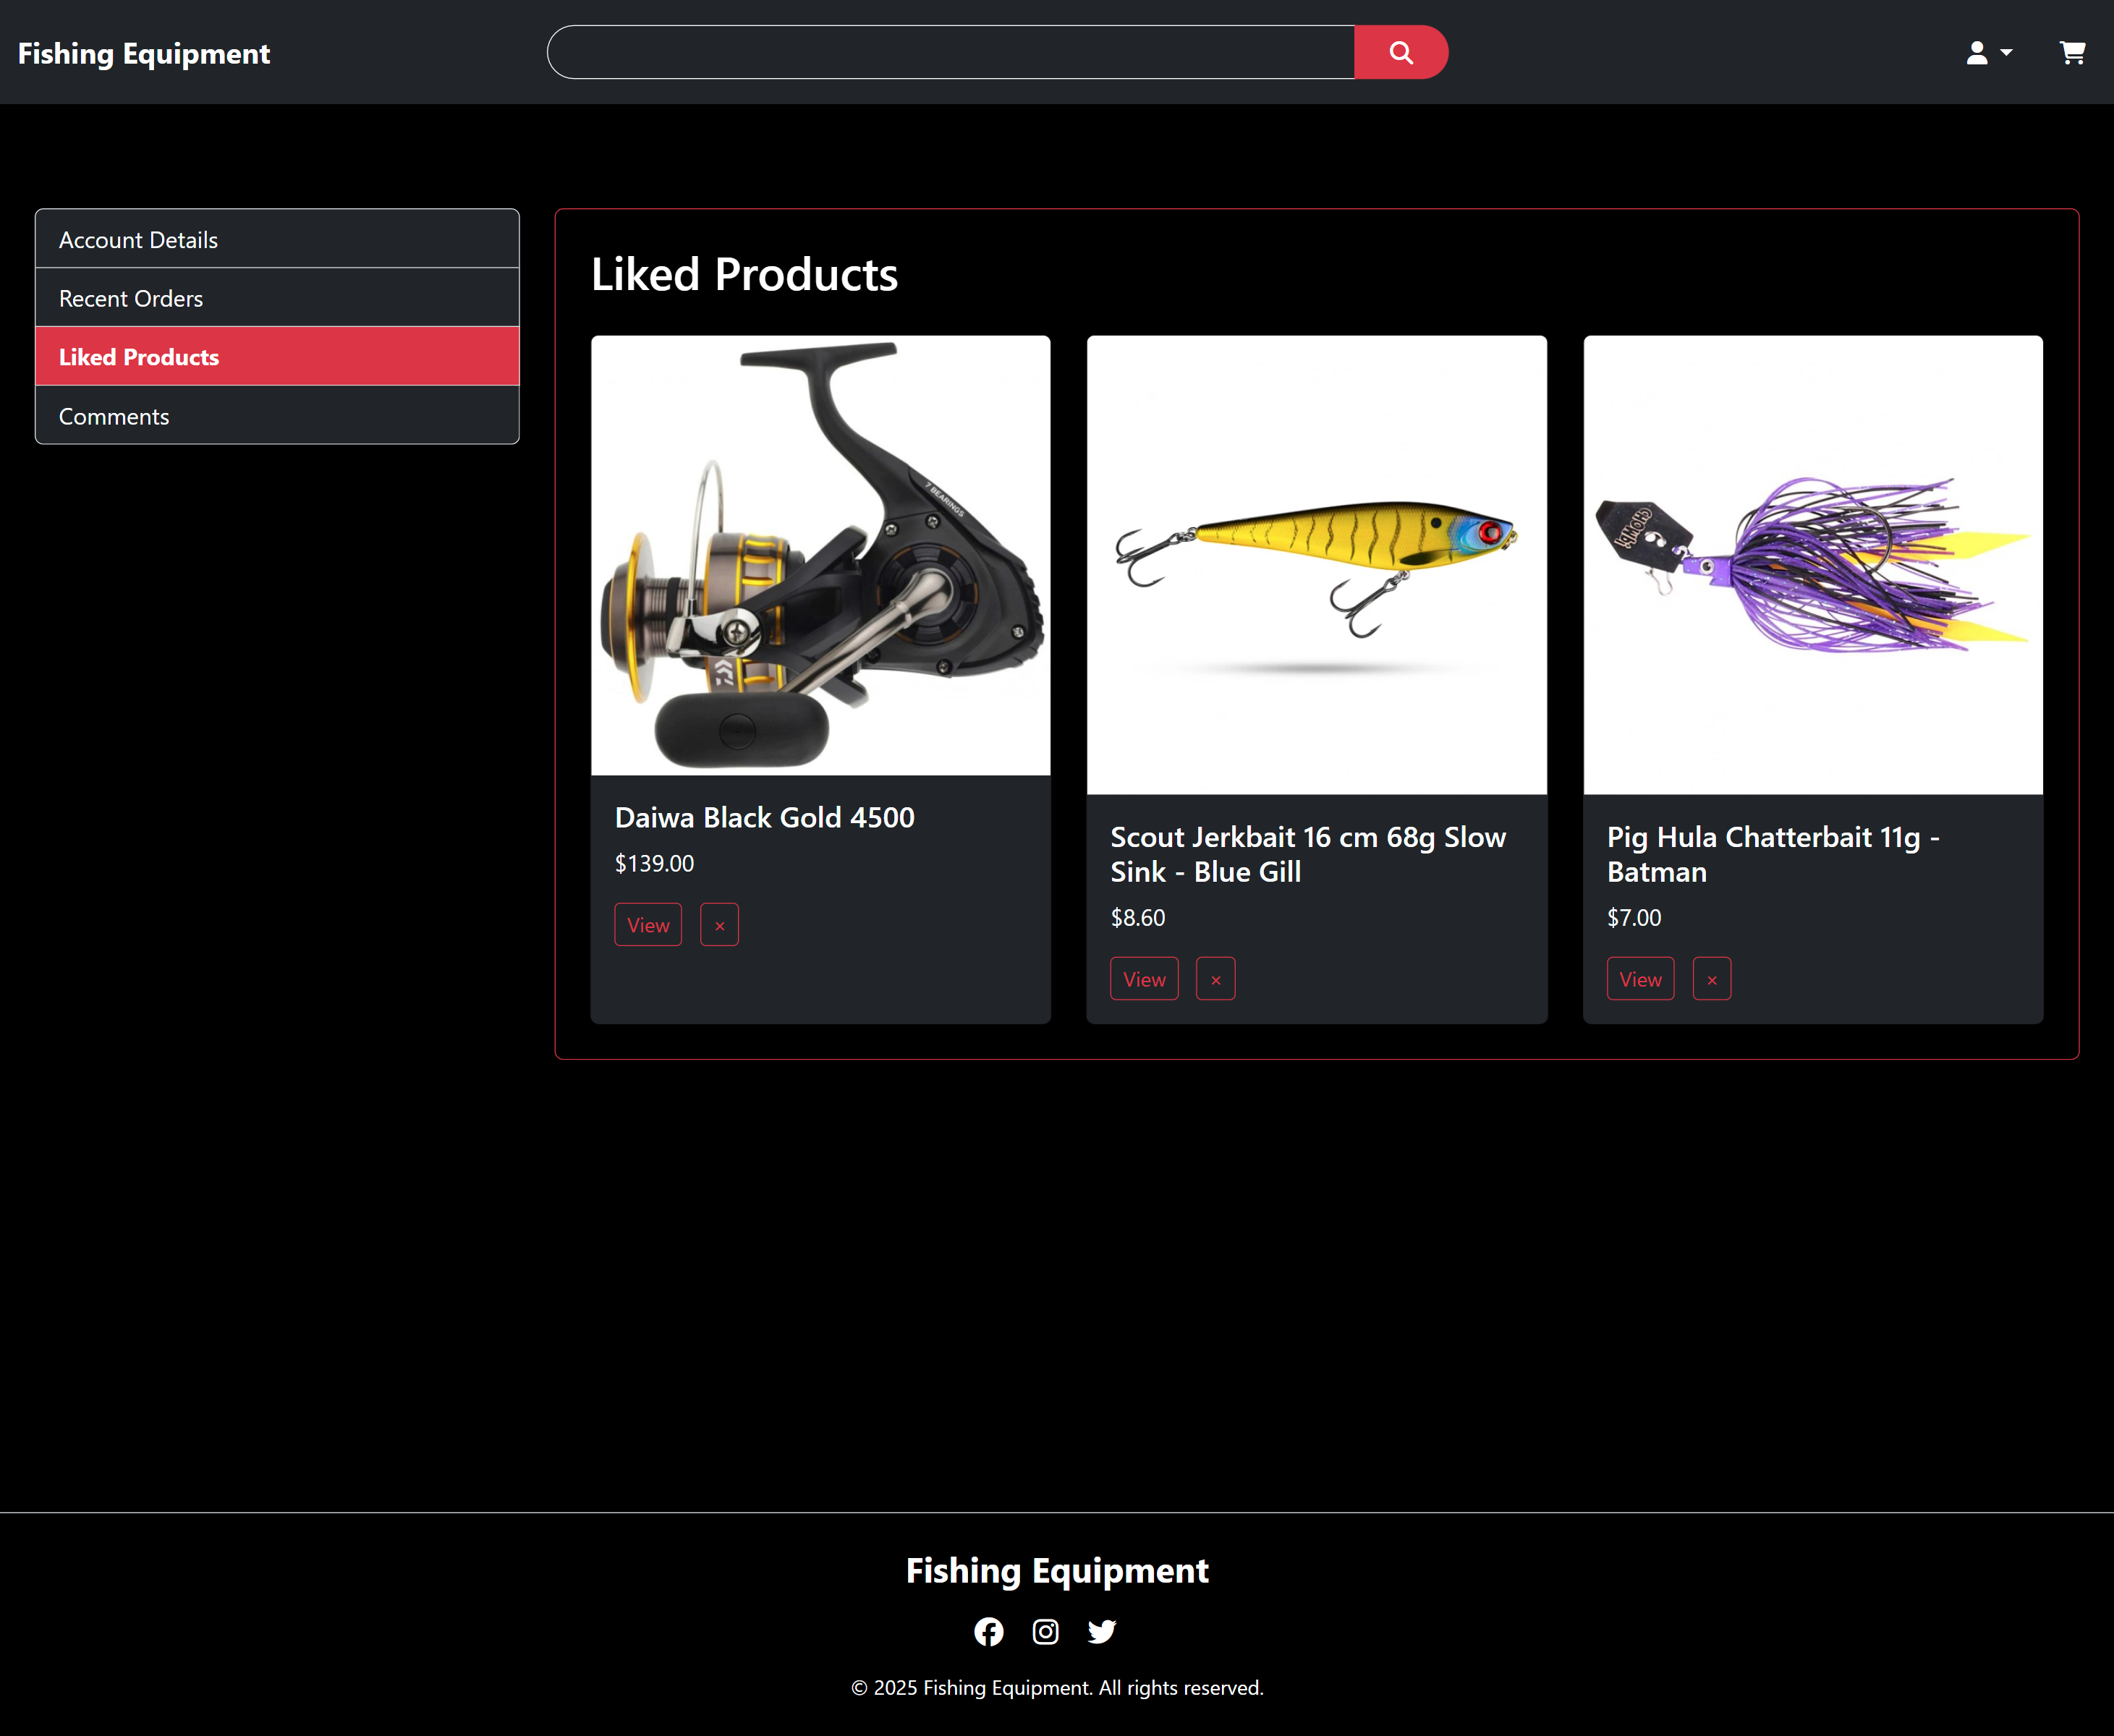 Fishing Equipment
Account Details
Recent Orders
Liked Products
Comments
Liked Products
7 BEARINGS
Daiwa Black Gold 4500
$139.00
View ×
Scout Jerkbait 16 cm 68g Slow
Sink - Blue Gill
$8.60
View ×
Pig Hula Chatterbait 11g -
Batman
$7.00
View ×
Fishing Equipment
© 2025 Fishing Equipment. All rights reserved.